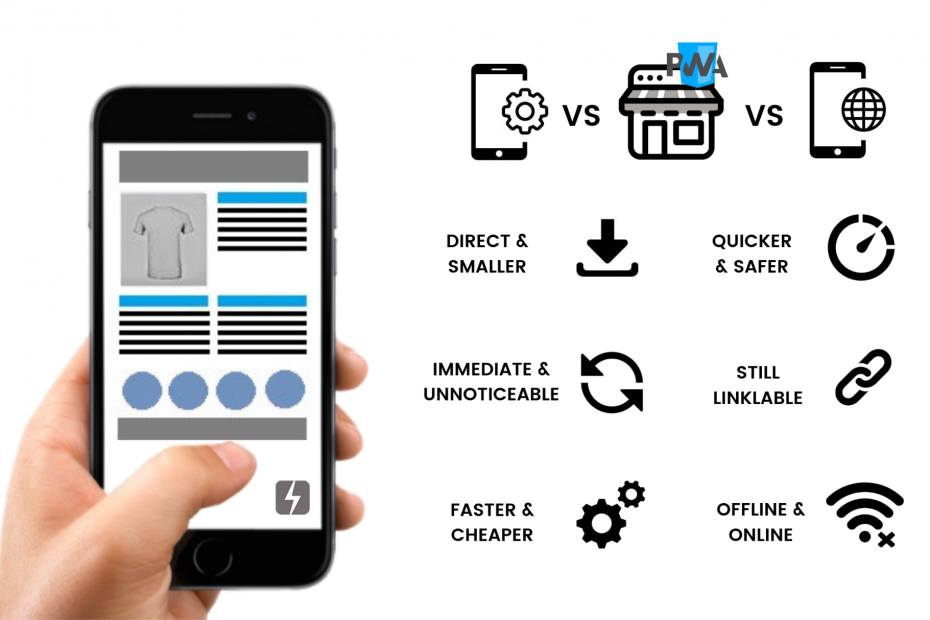 PWA
VS
VS
DIRECT &
SMALLER
QUICKER
& SAFER
IMMEDIATE &
UNNOTICEABLE
STILL
LINKLABLE
FASTER &
CHEAPER
OFFLINE &
ONLINE